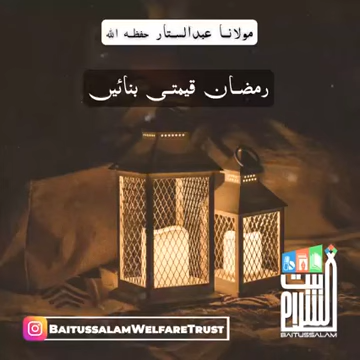 مولانا عبدالستار حفظہ اللہ
رمضان قیمتی بنائیں
بیت السلام
BAITUSSALAM
BAITUSSALAMWELFARETRUST